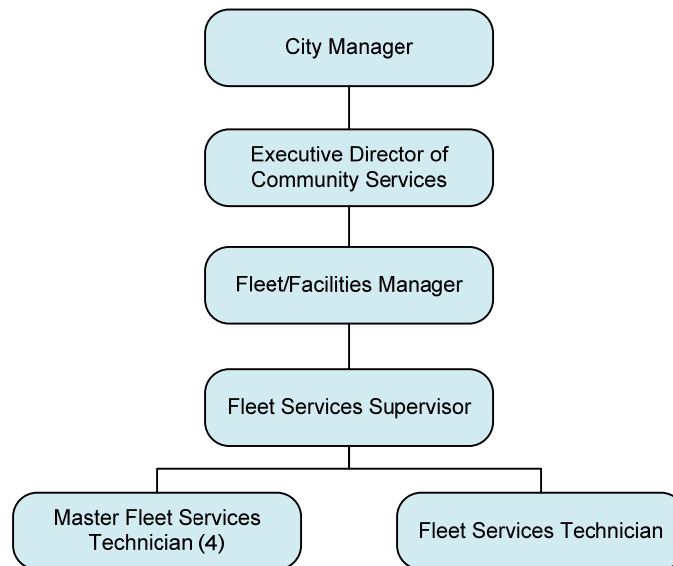 City Manager
Executive Director of
Community Services
Fleet/Facilities Manager
Fleet Services Supervisor
Master Fleet Services
Technician (4)
Fleet Services Technician